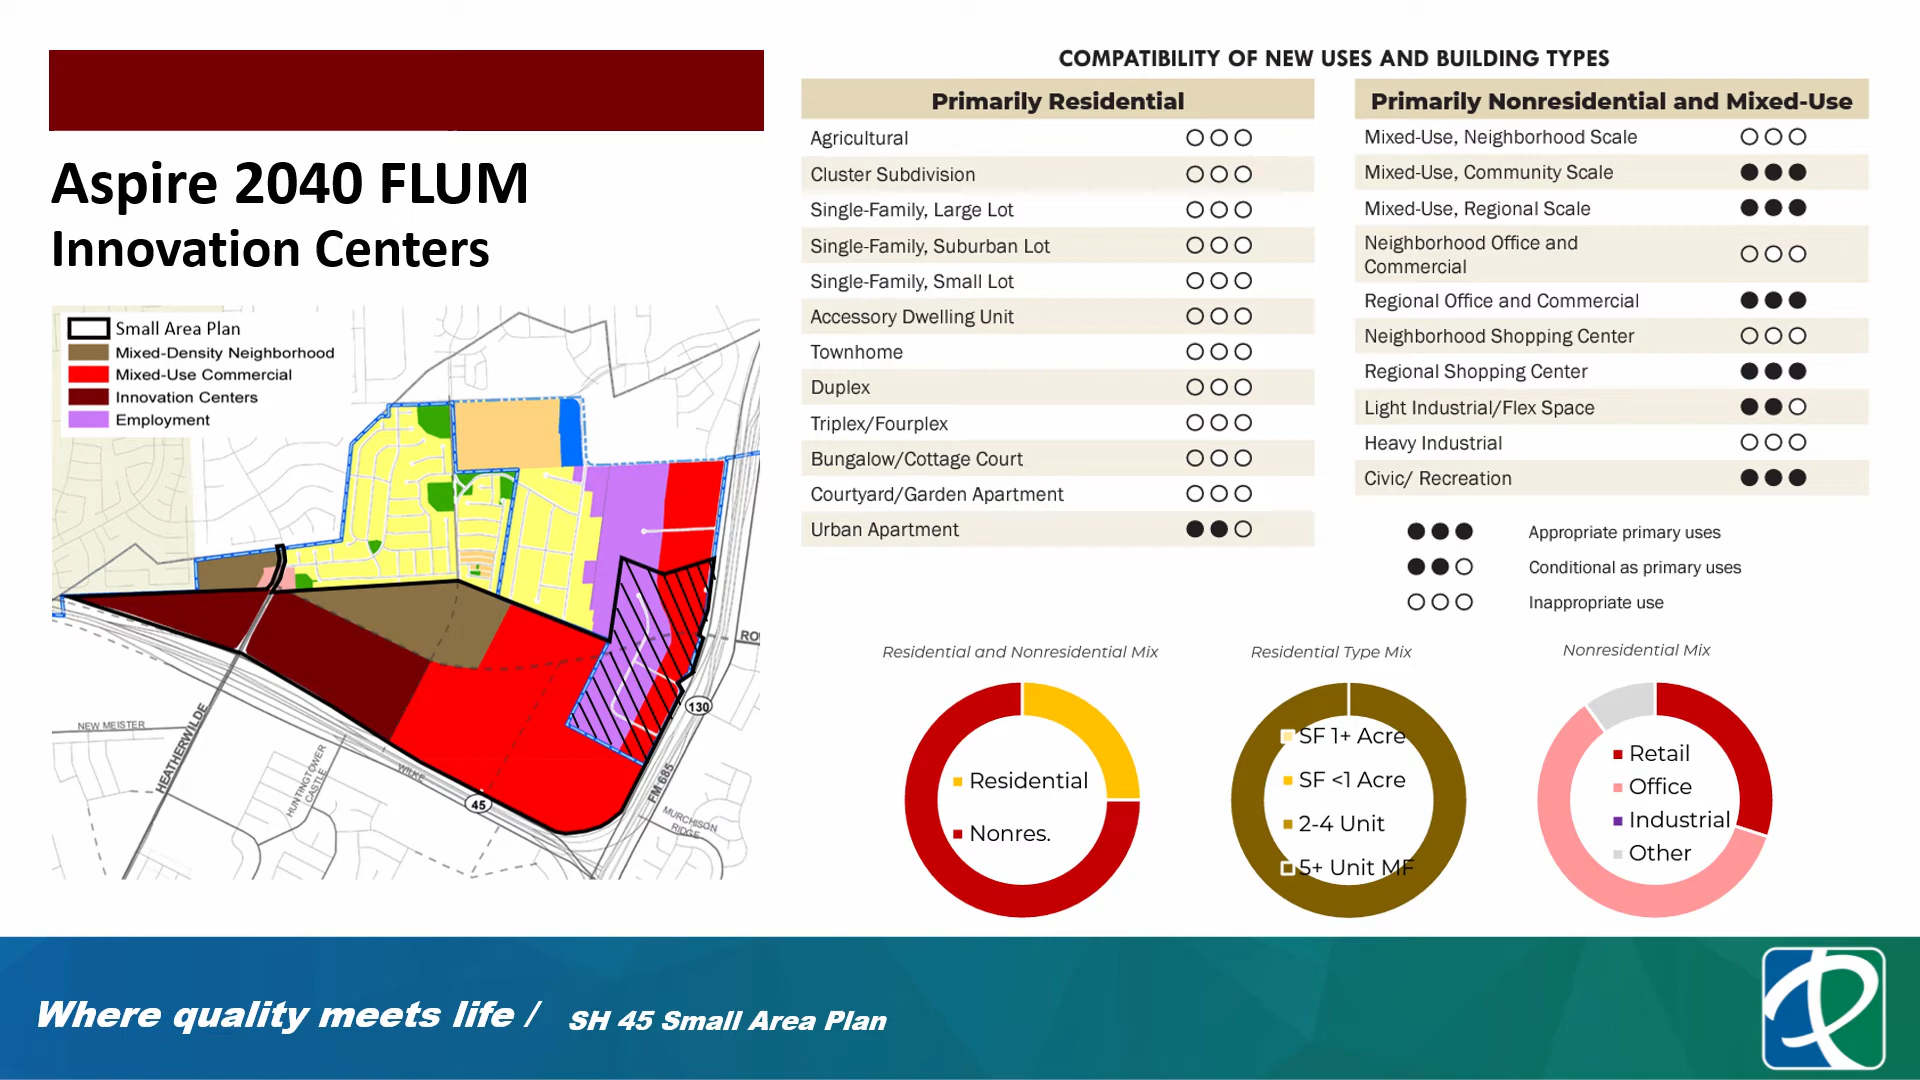 Aspire 2040 FLUM
Innovation Centers
Small Area Plan
Mixed-Density Neighborhood
Mixed-Use Commercial
Innovation Centers
Employment
NEW MEISTER
HEATHERWILDE
HUNTINGTOWER
CASTLE
WILKE
45
FM 685
130
RO
MURCHISON
RIDGE
COMPATIBILITY OF NEW USES AND BUILDING TYPES
Primarily Residential
Agricultural
Cluster Subdivision
Single-Family, Large Lot
Single-Family, Suburban Lot
Single-Family, Small Lot
Accessory Dwelling Unit
Townhome
Duplex
Triplex/Fourplex
Bungalow/Cottage Court
Courtyard/Garden Apartment
Urban Apartment
Primarily Nonresidential and Mixed-Use
Mixed-Use, Neighborhood Scale
Mixed-Use, Community Scale
Mixed-Use, Regional Scale
Neighborhood Office and
Commercial
Regional Office and Commercial
Neighborhood Shopping Center
Regional Shopping Center
Light Industrial/Flex Space
Heavy Industrial
Civic/ Recreation
Appropriate primary uses
Conditional as primary uses
Inappropriate use
Residential and Nonresidential Mix
Residential
Nonres.
Residential Type Mix
SF 1+ Acre
SF <1 Acre
2-4 Unit
5+ Unit MF
Nonresidential Mix
Retail
Office
Industrial
Other
Where quality meets life / SH 45 Small Area Plan